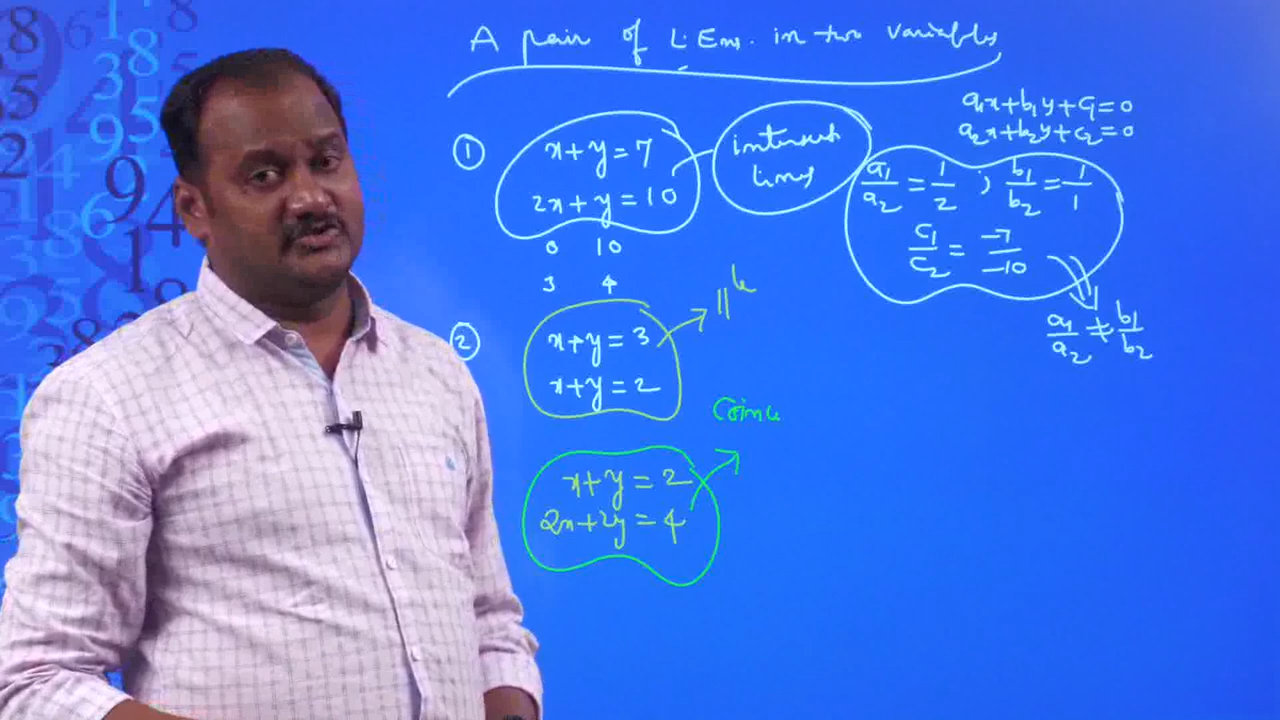 A pair of L.Eqns. in two variables
① x+y=7
2x+y=10
0 10
3 4
intersect
lines
a₁x+b₁y+c₁=0
a₂x+b₂y+c₂=0
a₁/a₂ = 1/2 ; b₁/b₂ = 1/1
c₁/c₂ = -7/-10
a₁/a₂ ≠ b₁/b₂
② x+y=3
x+y=2
||
Coinc
x+y=2
2x+2y=4